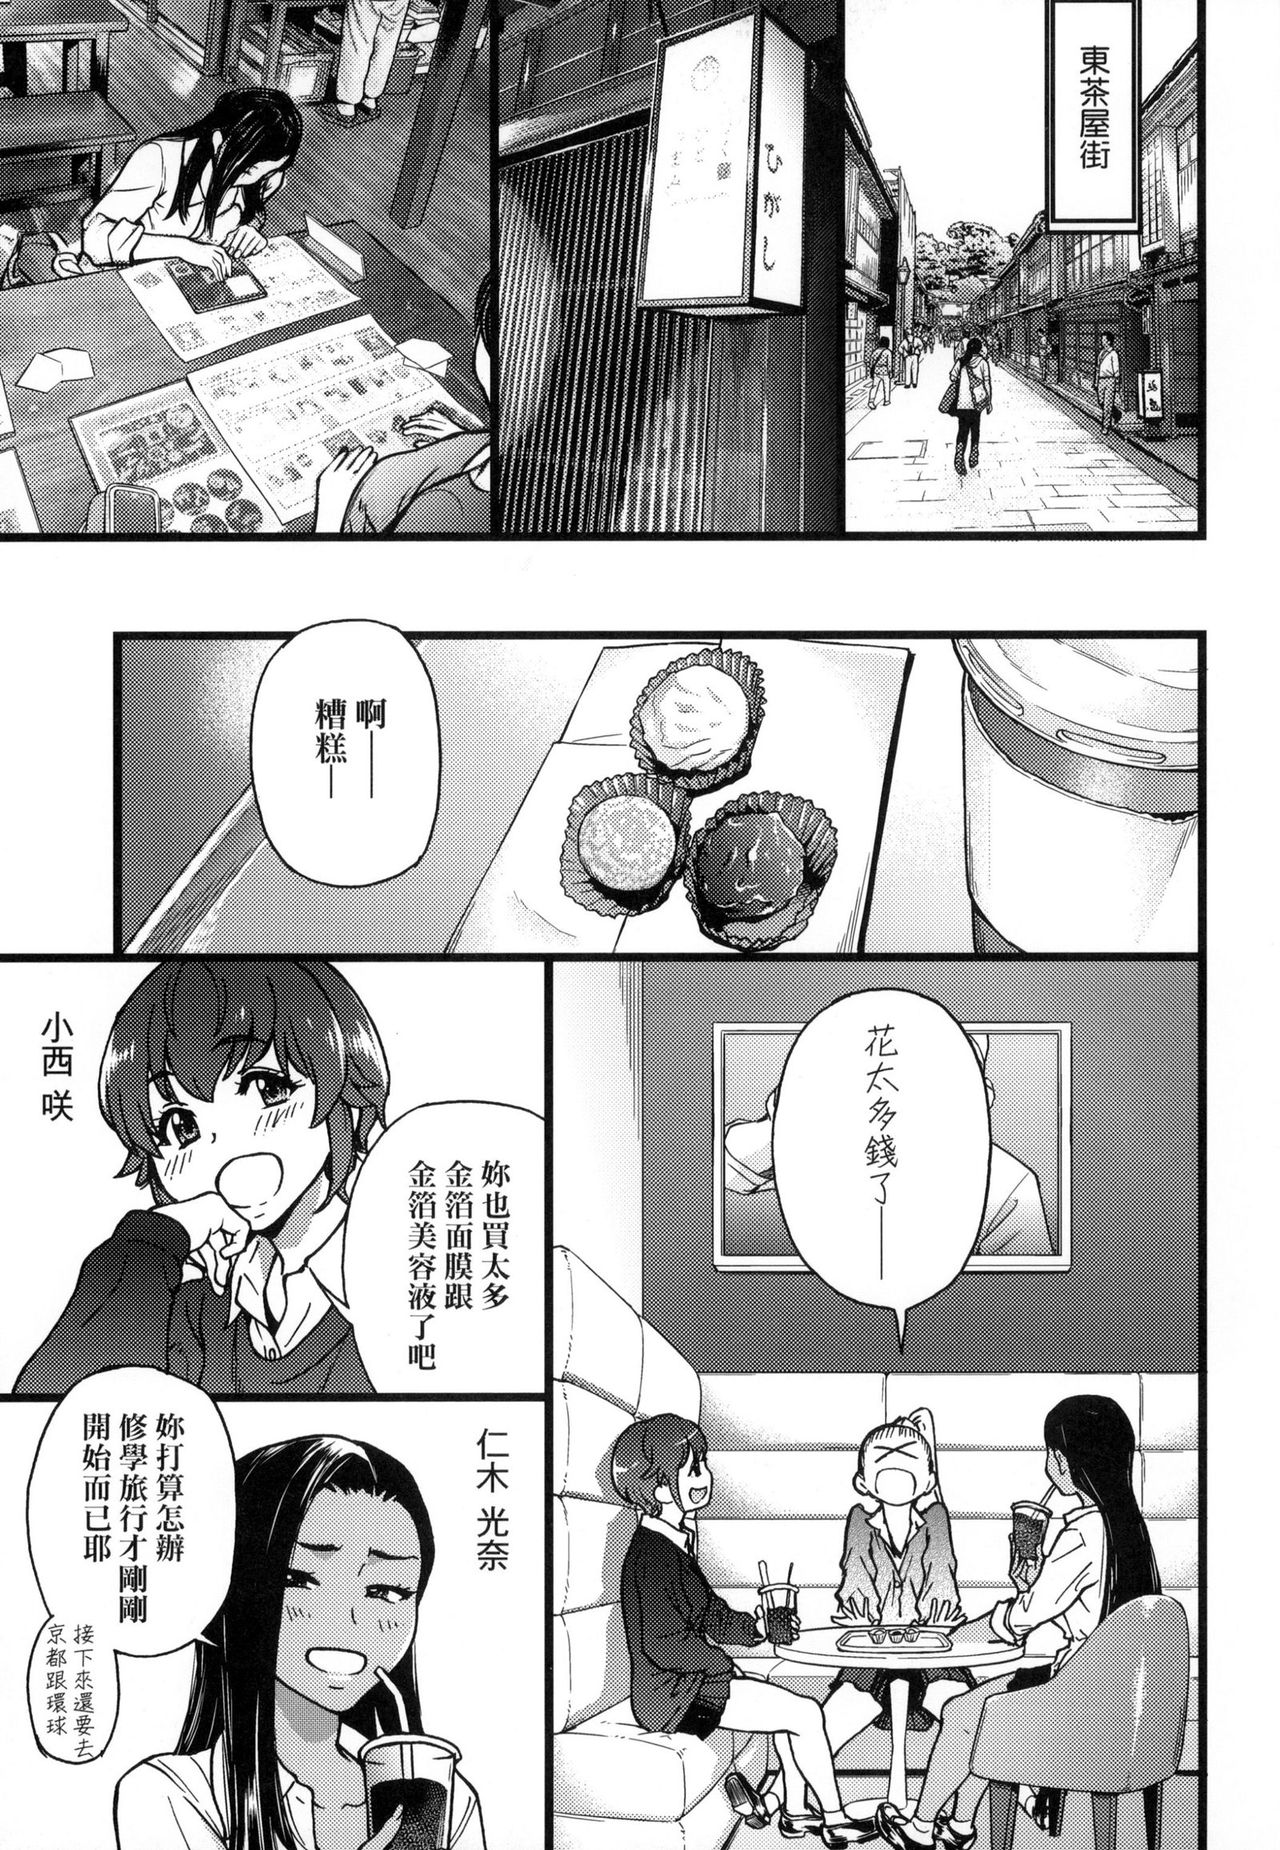 東茶屋街
ひがし
啊——
糟糕—
花太多錢了——
妳也買太多
金箔面膜跟
金箔美容液了吧
小西 咲
仁木 光奈
妳打算怎辦
修學旅行才剛剛
開始而已耶
接下來還要去
京都跟環球